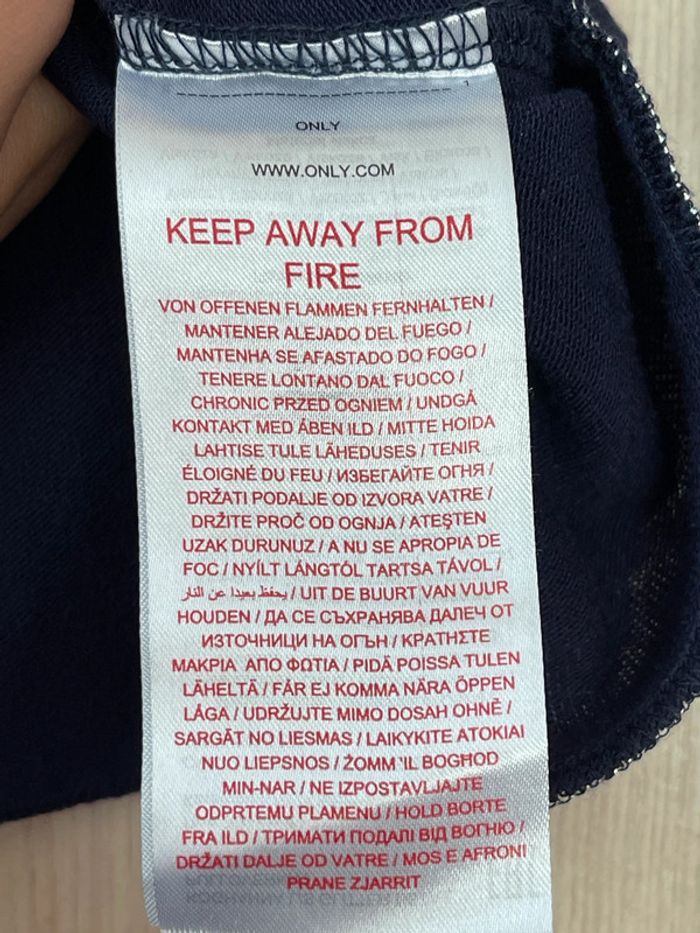 ONLY
WWW.ONLY.COM
KEEP AWAY FROM
FIRE
VON OFFENEN FLAMMEN FERNHALTEN /
MANTENER ALEJADO DEL FUEGO /
MANTENHA SE AFASTADO DO FOGO /
TENERE LONTANO DAL FUOCO /
CHRONIC PRZED OGNIEM / UNDGÅ
KONTAKT MED ÅBEN ILD / MITTE HOIDA
LAHTISE TULE LÄHEDUSES / TENIR
ÉLOIGNÉ DU FEU / ИЗБЕГАЙТЕ ОГНЯ /
DRŽATI PODALJE OD IZVORA VATRE /
DRŽITE PROČ OD OGNJA / ATEŞTEN
UZAK DURUNUZ / A NU SE APROPIA DE
FOC / NYÍLT LÁNGTÓL TARTSA TÁVOL /
يحفظ بعيدا عن النار / UIT DE BUURT VAN VUUR
HOUDEN / ДА СЕ СЪХРАНЯВА ДАЛЕЧ ОТ
ИЗТОЧНИЦИ НА ОГЪН / ΚΡΑΤΗΣΤΕ
ΜΑΚΡΙΑ ΑΠΟ ΦΩΤΙΑ / PIDÄ POISSA TULEN
LÄHELTÄ / FÅR EJ KOMMA NÄRA ÖPPEN
LÅGA / UDRŽUJTE MIMO DOSAH OHNĚ /
SARGĀT NO LIESMAS / LAIKYKITE ATOKIAI
NUO LIEPSNOS / ŻOMM 'IL BOGHOD
MIN-NAR / NE IZPOSTAVLJAJTE
ODPRTEMU PLAMENU / HOLD BORTE
FRA ILD / ТРИМАТИ ПОДАЛІ ВІД ВОГНЮ /
DRŽATI DALJE OD VATRE / MOS E AFRONI
PRANE ZJARRIT